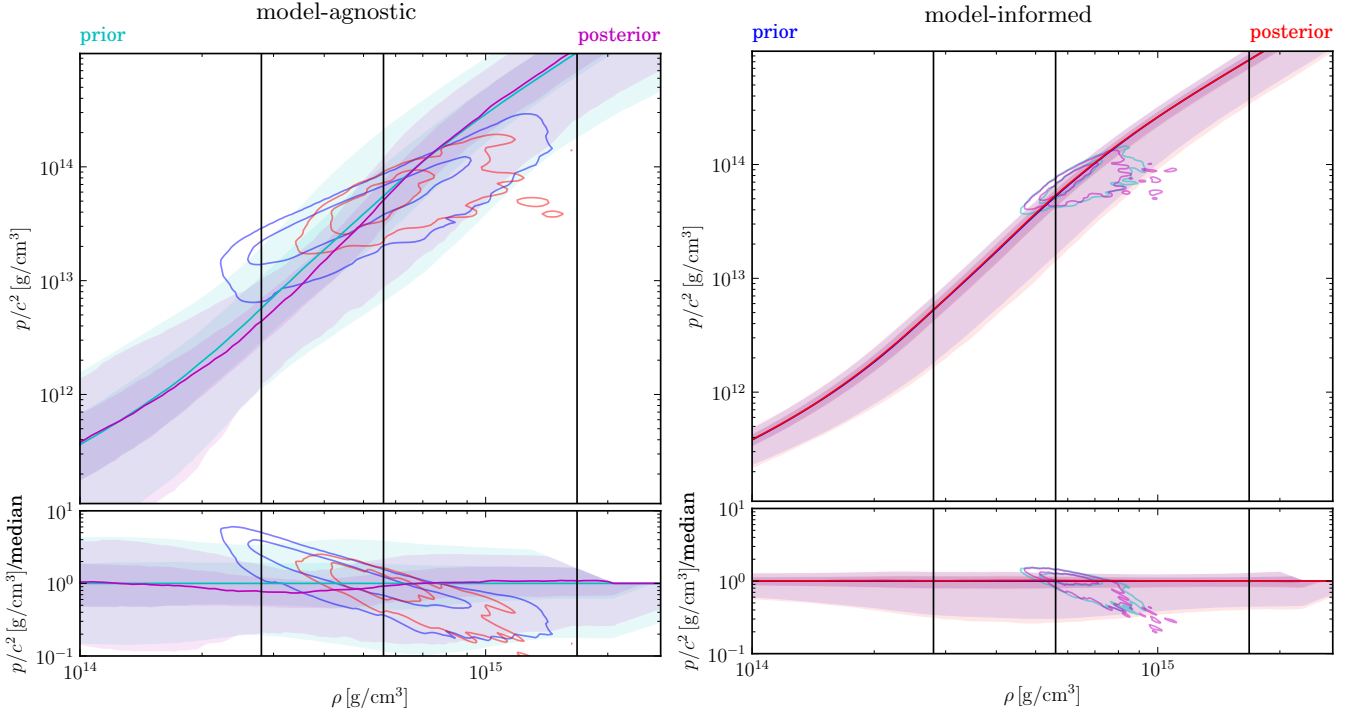 model-agnostic
prior posterior
10^14
10^13
10^12
p/c^2 [g/cm^3]
10^1
10^0
10^-1
p/c^2 [g/cm^3]/median
10^14 10^15
ρ [g/cm^3]
model-informed
prior posterior
10^14
10^13
10^12
p/c^2 [g/cm^3]
10^1
10^0
10^-1
p/c^2 [g/cm^3]/median
10^14 10^15
ρ [g/cm^3]